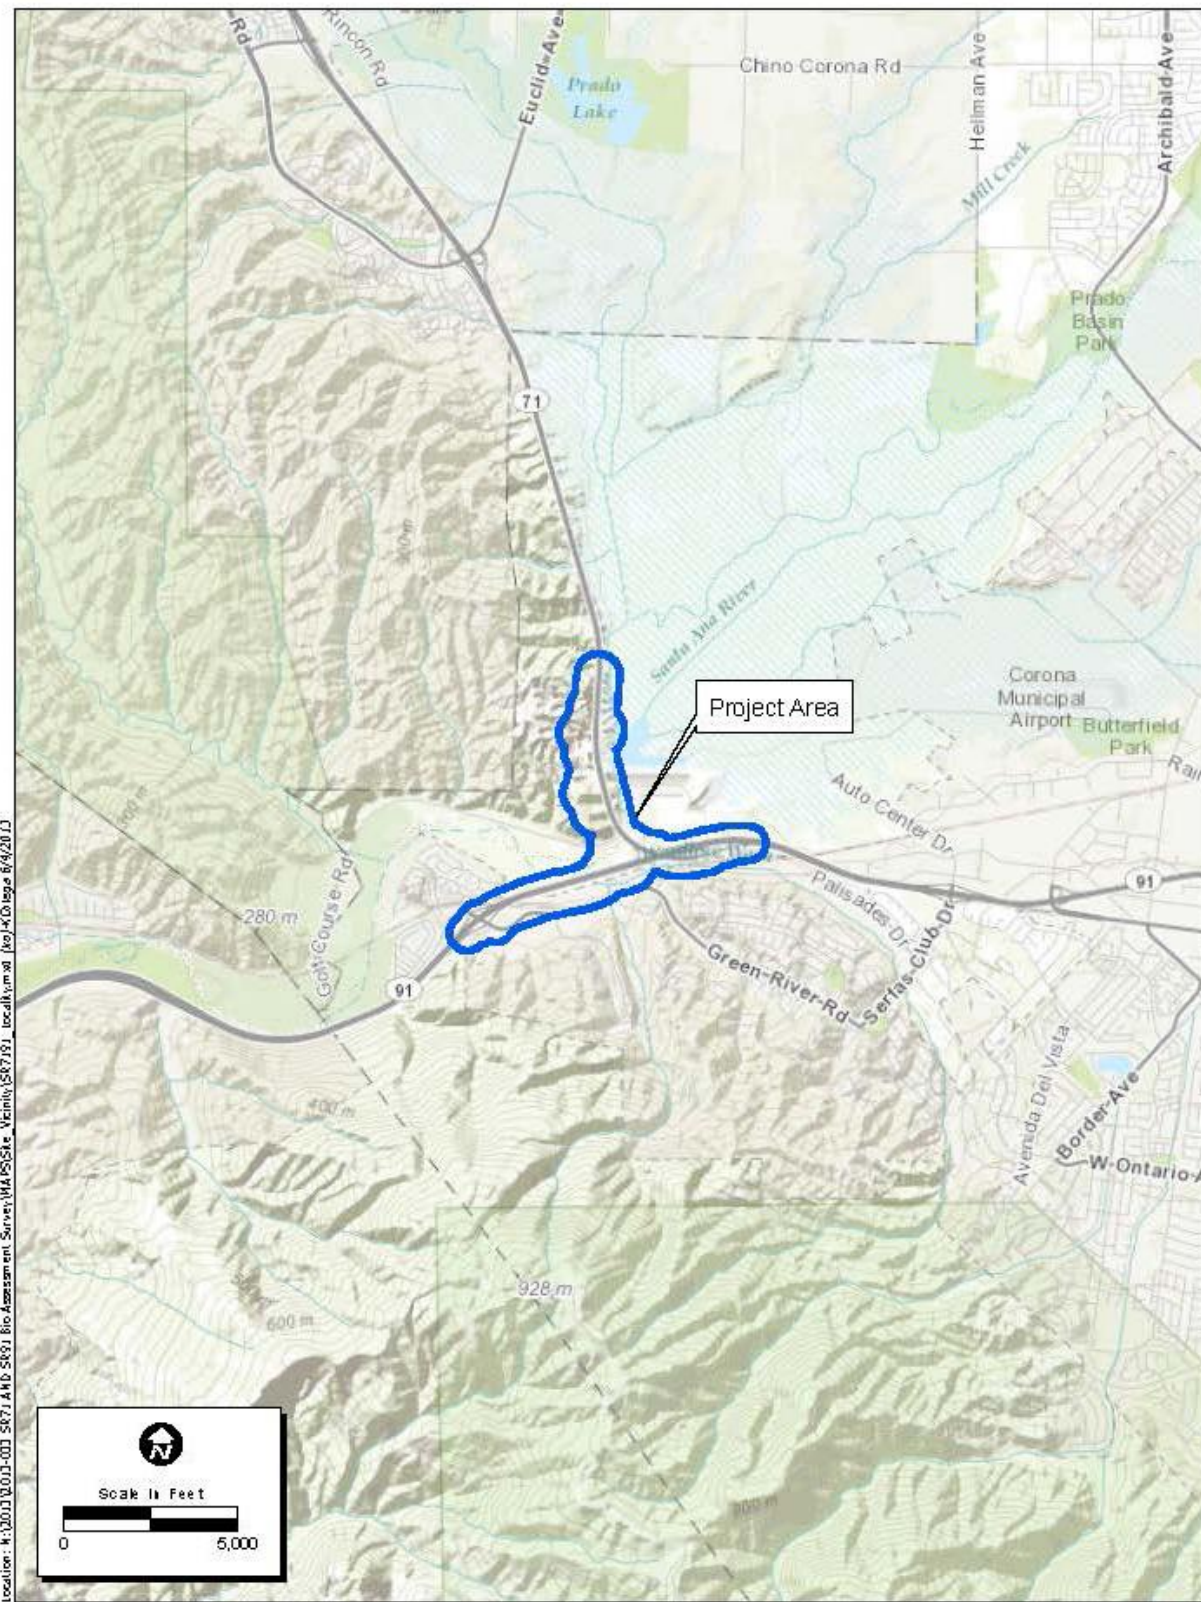 Rd
Rincon Rd
Euclid-Ave
Prado
Lake
Chino Corona Rd
Hellman Ave
Archibald Ave
Mill Creek
Prado
Basin
Park
71
Santa Ana River
Project Area
Corona
Municipal
Airport
Butterfield
Park
Auto Center Dr
91
Palisades Dr
Golf Course Rd
280 m
Green-River-Rd
Serfas-Club-Dr
91
Avenida Del Vista
Border-Ave
W-Ontario-A
400 m
928 m
600 m
N
Scale in Feet
0
5,000